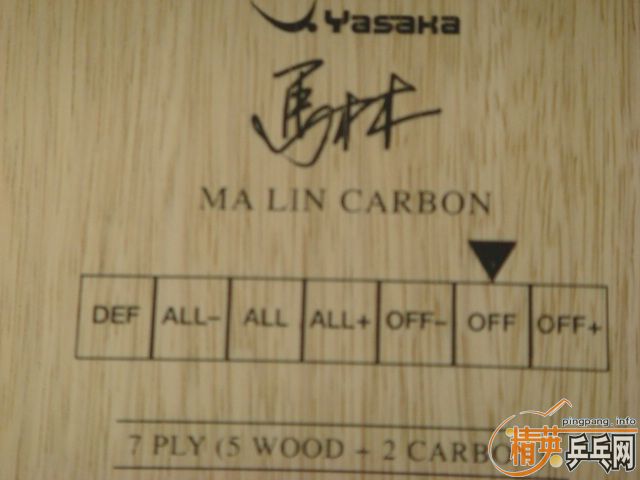 Yasaka
馬林
MA LIN CARBON
DEF ALL- ALL ALL+ OFF- OFF OFF+
7 PLY (5 WOOD + 2 CARBO
pingpang.info
精英乒乓网